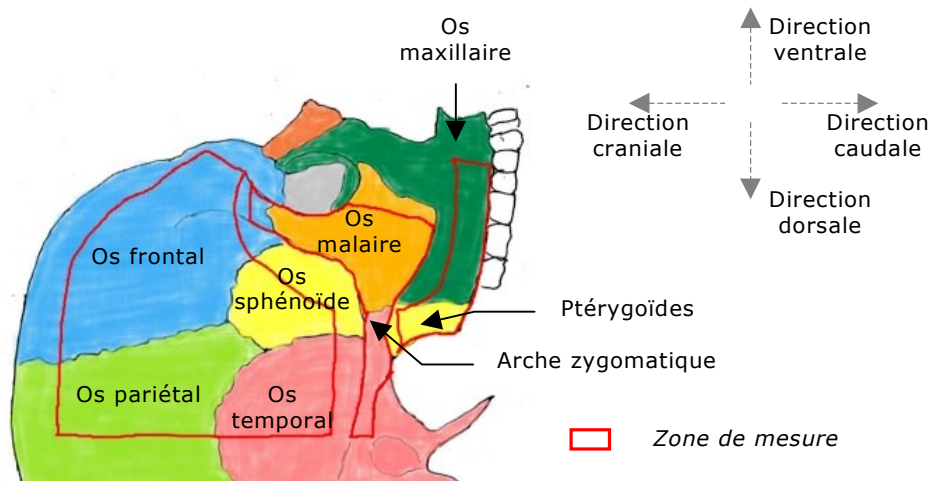 Os
maxillaire
Direction
ventrale
Direction
craniale
Direction
caudale
Direction
dorsale
Os frontal
Os
malaire
Os
sphénoïde
Ptérygoïdes
Arche zygomatique
Os pariétal
Os
temporal
Zone de mesure